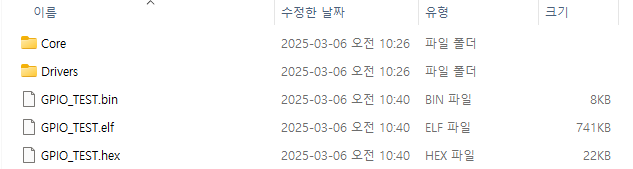 이름 수정한 날짜 유형 크기
Core 2025-03-06 오전 10:26 파일 폴더
Drivers 2025-03-06 오전 10:26 파일 폴더
GPIO_TEST.bin 2025-03-06 오전 10:40 BIN 파일 8KB
GPIO_TEST.elf 2025-03-06 오전 10:40 ELF 파일 741KB
GPIO_TEST.hex 2025-03-06 오전 10:40 HEX 파일 22KB